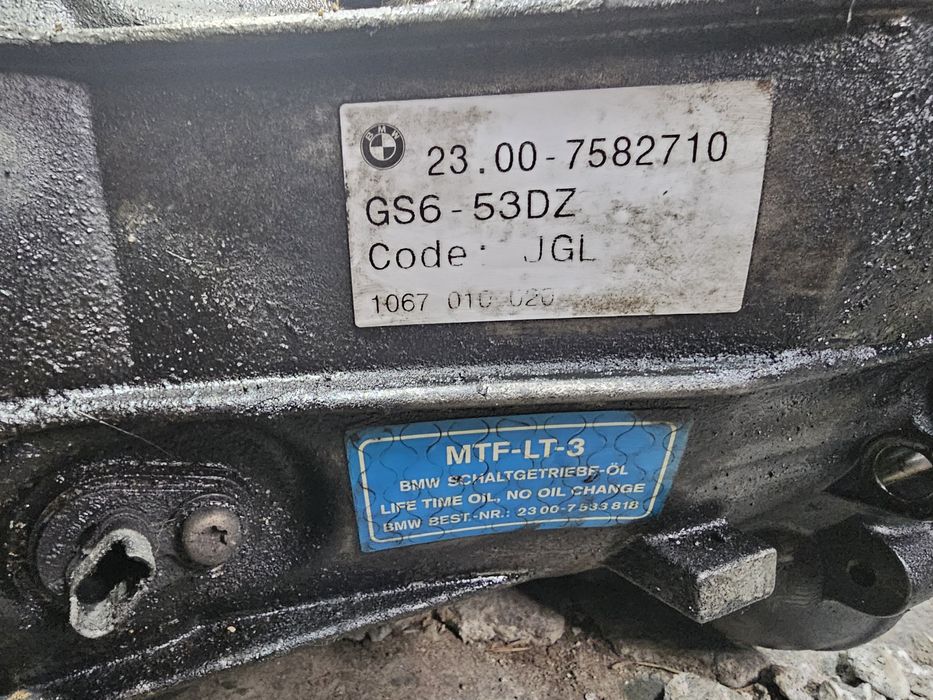 BMW
23.00-7582710
GS6-53DZ
Code: JGL
1067 010 020
MTF-LT-3
BMW SCHALTGETRIEBE-ÖL
LIFE TIME OIL, NO OIL CHANGE
BMW BEST.-NR.: 23 00-7 533 818